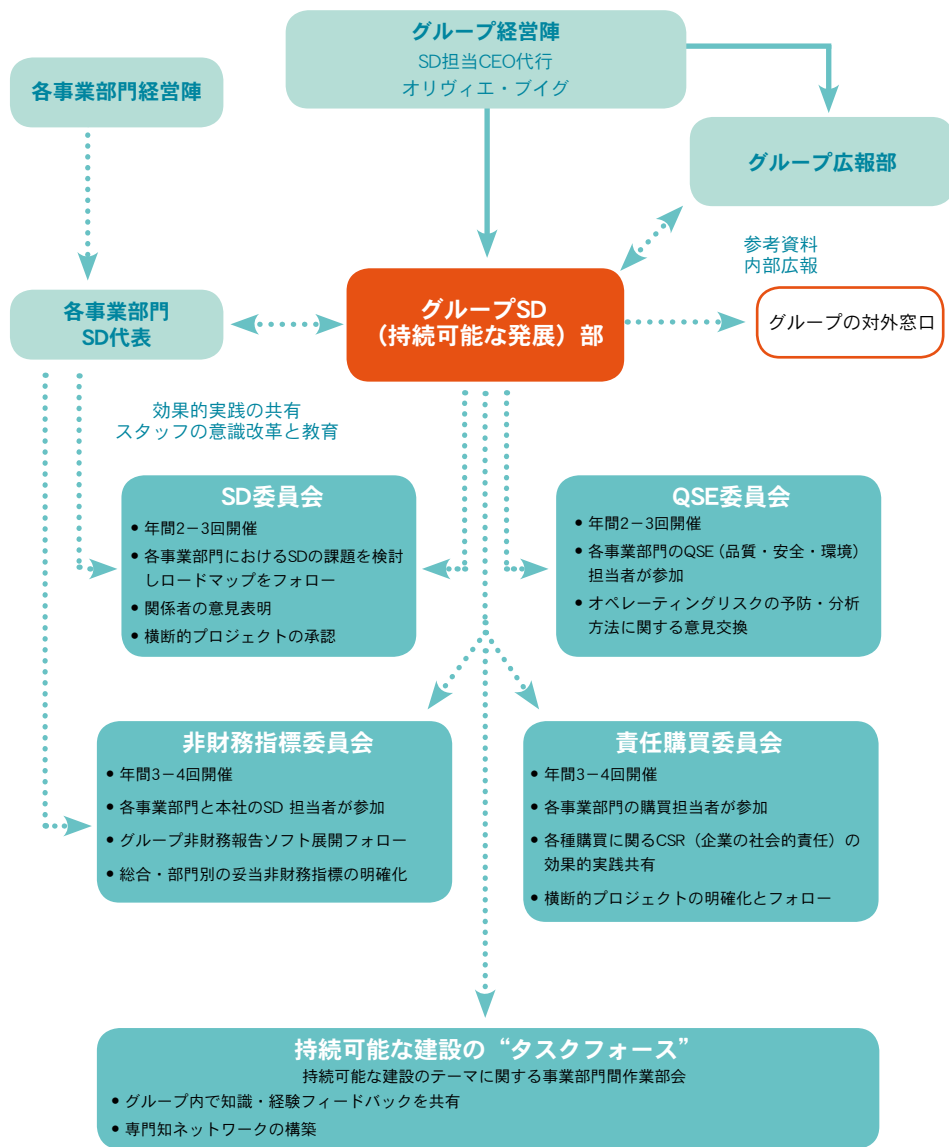 グループ経営陣
SD担当CEO代行
オリヴィエ・ブイグ
各事業部門経営陣
グループ広報部
参考資料
内部広報
各事業部門
SD代表
グループSD
（持続可能な発展）部
グループの対外窓口
効果的実践の共有
スタッフの意識改革と教育
SD委員会
• 年間2－3回開催
• 各事業部門におけるSDの課題を検討
しロードマップをフォロー
• 関係者の意見表明
• 横断的プロジェクトの承認
QSE委員会
• 年間2－3回開催
• 各事業部門のQSE（品質・安全・環境）
担当者が参加
• オペレーティングリスクの予防・分析
方法に関する意見交換
非財務指標委員会
• 年間3－4回開催
• 各事業部門と本社のSD 担当者が参加
• グループ非財務報告ソフト展開フォロー
• 総合・部門別の妥当非財務指標の明確化
責任購買委員会
• 年間3－4回開催
• 各事業部門の購買担当者が参加
• 各種購買に関るCSR（企業の社会的責任）の
効果的実践共有
• 横断的プロジェクトの明確化とフォロー
持続可能な建設の“タスクフォース”
持続可能な建設のテーマに関する事業部門間作業部会
• グループ内で知識・経験フィードバックを共有
• 専門知ネットワークの構築